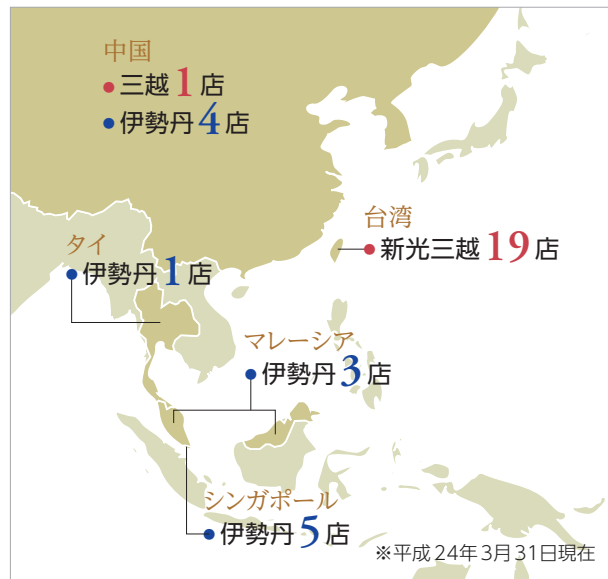 中国
●三越1店
●伊勢丹4店
台湾
●新光三越19店
タイ
●伊勢丹1店
マレーシア
●伊勢丹3店
シンガポール
●伊勢丹5店
※平成24年3月31日現在